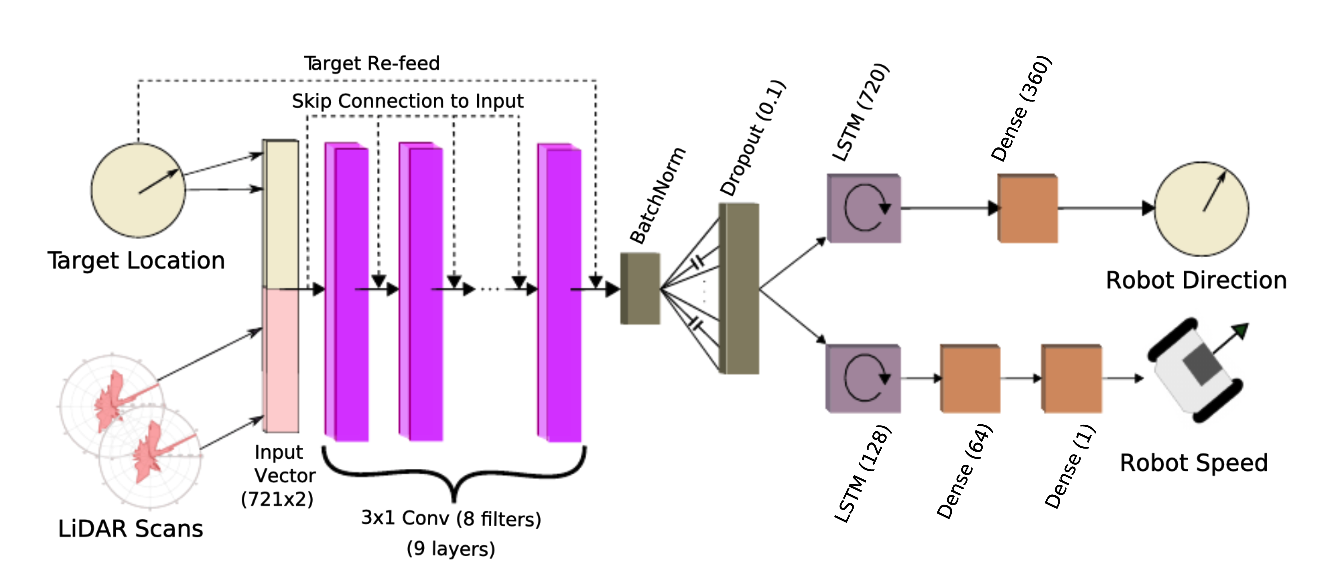 Target Re-feed
Skip Connection to Input
Target Location
LiDAR Scans
Input
Vector
(721x2)
3x1 Conv (8 filters)
(9 layers)
...
BatchNorm
Dropout (0.1)
LSTM (720)
Dense (360)
Robot Direction
LSTM (128)
Dense (64)
Dense (1)
Robot Speed